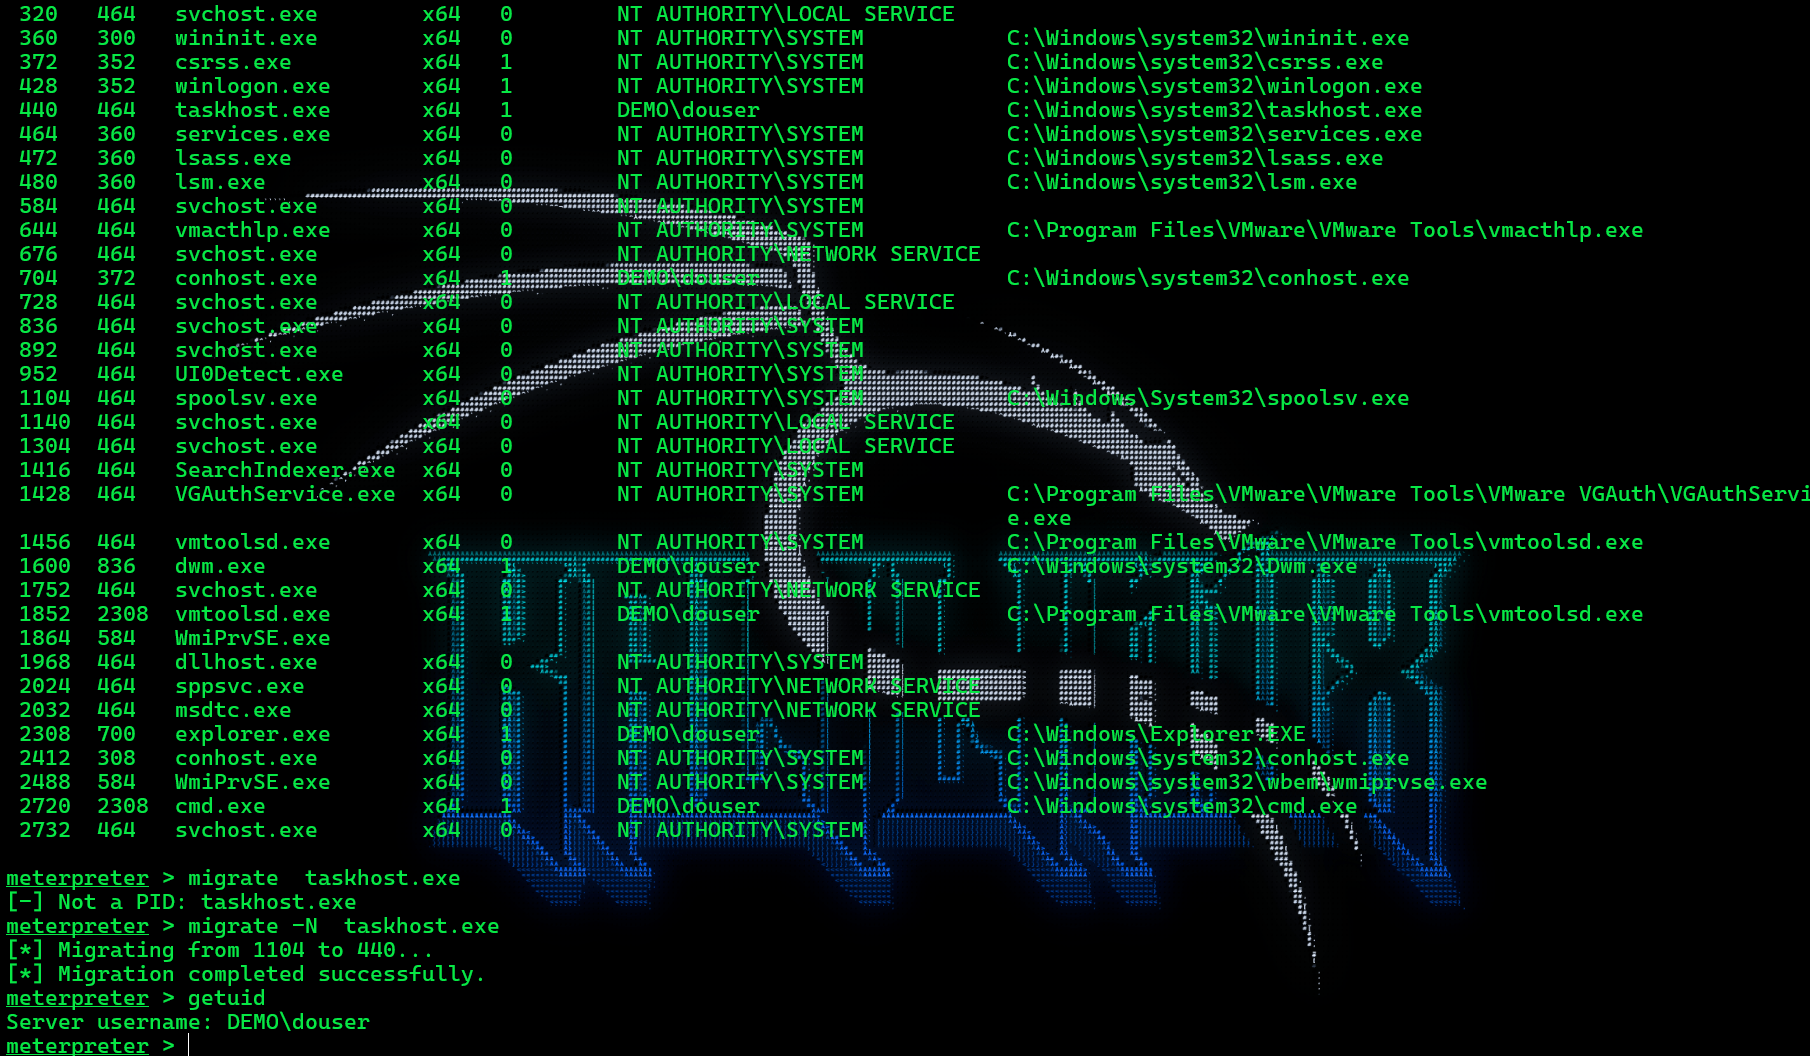 320 464 svchost.exe x64 0 NT AUTHORITY\LOCAL SERVICE
360 300 wininit.exe x64 0 NT AUTHORITY\SYSTEM C:\Windows\system32\wininit.exe
372 352 csrss.exe x64 1 NT AUTHORITY\SYSTEM C:\Windows\system32\csrss.exe
428 352 winlogon.exe x64 1 NT AUTHORITY\SYSTEM C:\Windows\system32\winlogon.exe
440 464 taskhost.exe x64 1 DEMO\douser C:\Windows\system32\taskhost.exe
464 360 services.exe x64 0 NT AUTHORITY\SYSTEM C:\Windows\system32\services.exe
472 360 lsass.exe x64 0 NT AUTHORITY\SYSTEM C:\Windows\system32\lsass.exe
480 360 lsm.exe x64 0 NT AUTHORITY\SYSTEM C:\Windows\system32\lsm.exe
584 464 svchost.exe x64 0 NT AUTHORITY\SYSTEM
644 464 vmacthlp.exe x64 0 NT AUTHORITY\SYSTEM C:\Program Files\VMware\VMware Tools\vmacthlp.exe
676 464 svchost.exe x64 0 NT AUTHORITY\NETWORK SERVICE
704 372 conhost.exe x64 1 DEMO\douser C:\Windows\system32\conhost.exe
728 464 svchost.exe x64 0 NT AUTHORITY\LOCAL SERVICE
836 464 svchost.exe x64 0 NT AUTHORITY\SYSTEM
892 464 svchost.exe x64 0 NT AUTHORITY\SYSTEM
952 464 UI0Detect.exe x64 0 NT AUTHORITY\SYSTEM
1104 464 spoolsv.exe x64 0 NT AUTHORITY\SYSTEM C:\Windows\System32\spoolsv.exe
1140 464 svchost.exe x64 0 NT AUTHORITY\LOCAL SERVICE
1304 464 svchost.exe x64 0 NT AUTHORITY\LOCAL SERVICE
1416 464 SearchIndexer.exe x64 0 NT AUTHORITY\SYSTEM
1428 464 VGAuthService.exe x64 0 NT AUTHORITY\SYSTEM C:\Program Files\VMware\VMware Tools\VMware VGAuth\VGAuthServi
e.exe
1456 464 vmtoolsd.exe x64 0 NT AUTHORITY\SYSTEM C:\Program Files\VMware\VMware Tools\vmtoolsd.exe
1600 836 dwm.exe x64 1 DEMO\douser C:\Windows\system32\Dwm.exe
1752 464 svchost.exe x64 0 NT AUTHORITY\NETWORK SERVICE
1852 2308 vmtoolsd.exe x64 1 DEMO\douser C:\Program Files\VMware\VMware Tools\vmtoolsd.exe
1864 584 WmiPrvSE.exe
1968 464 dllhost.exe x64 0 NT AUTHORITY\SYSTEM
2024 464 sppsvc.exe x64 0 NT AUTHORITY\NETWORK SERVICE
2032 464 msdtc.exe x64 0 NT AUTHORITY\NETWORK SERVICE
2308 700 explorer.exe x64 1 DEMO\douser C:\Windows\Explorer.EXE
2412 308 conhost.exe x64 0 NT AUTHORITY\SYSTEM C:\Windows\system32\conhost.exe
2488 584 WmiPrvSE.exe x64 0 NT AUTHORITY\SYSTEM C:\Windows\system32\wbem\wmiprvse.exe
2720 2308 cmd.exe x64 1 DEMO\douser C:\Windows\system32\cmd.exe
2732 464 svchost.exe x64 0 NT AUTHORITY\SYSTEM
meterpreter > migrate  taskhost.exe
[-] Not a PID: taskhost.exe
meterpreter > migrate -N  taskhost.exe
[*] Migrating from 1104 to 440...
[*] Migration completed successfully.
meterpreter > getuid
Server username: DEMO\douser
meterpreter >